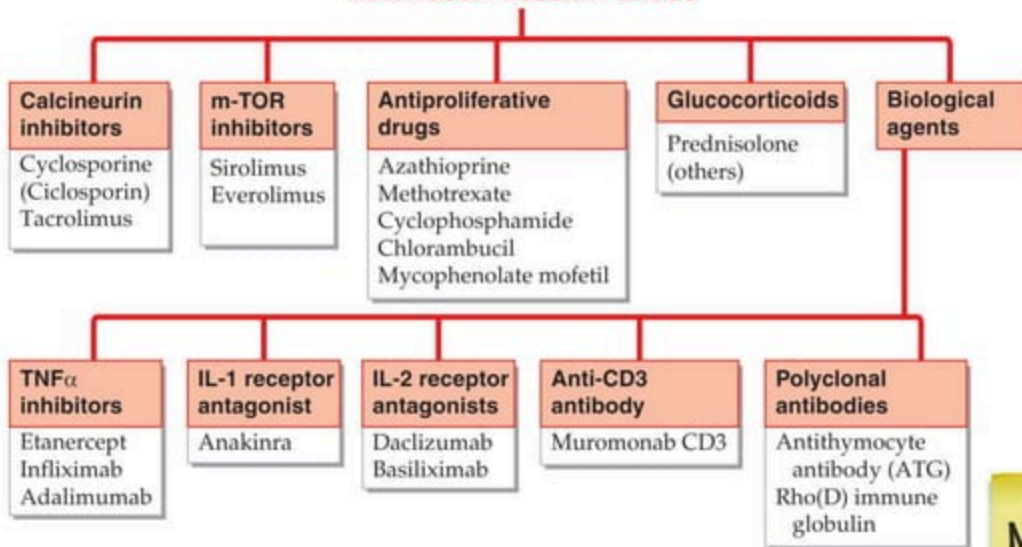 Calcineurin
inhibitors
Cyclosporine
(Ciclosporin)
Tacrolimus
m-TOR
inhibitors
Sirolimus
Everolimus
Antiproliferative
drugs
Azathioprine
Methotrexate
Cyclophosphamide
Chlorambucil
Mycophenolate mofetil
Glucocorticoids
Prednisolone
(others)
Biological
agents
TNFα
inhibitors
Etanercept
Infliximab
Adalimumab
IL-1 receptor
antagonist
Anakinra
IL-2 receptor
antagonists
Daclizumab
Basiliximab
Anti-CD3
antibody
Muromonab CD3
Polyclonal
antibodies
Antithymocyte
antibody (ATG)
Rho(D) immune
globulin